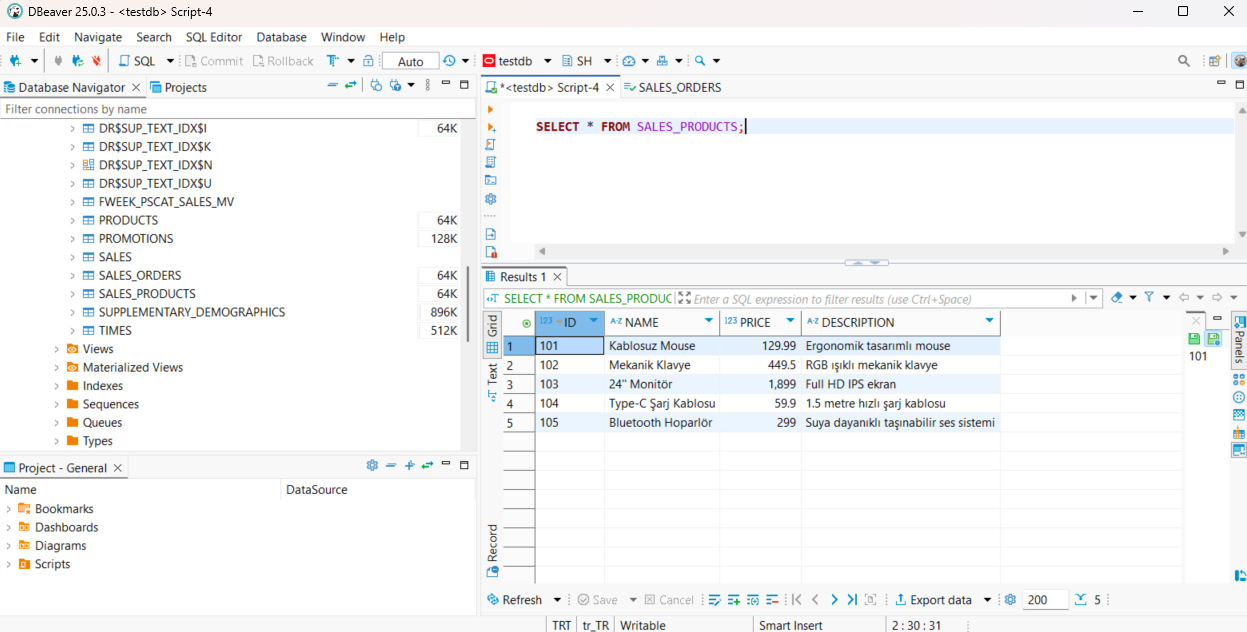 DBeaver 25.0.3 - <testdb> Script-4
File Edit Navigate Search SQL Editor Database Window Help
SQL Commit Rollback Auto testdb SH
Database Navigator Projects
Filter connections by name
DR$SUP_TEXT_IDX$I 64K
DR$SUP_TEXT_IDX$K
DR$SUP_TEXT_IDX$N
DR$SUP_TEXT_IDX$U
FWEEK_PSCAT_SALES_MV
PRODUCTS 64K
PROMOTIONS 128K
SALES
SALES_ORDERS 64K
SALES_PRODUCTS 64K
SUPPLEMENTARY_DEMOGRAPHICS 896K
TIMES 512K
Views
Materialized Views
Indexes
Sequences
Queues
Types
Project - General
Name DataSource
Bookmarks
Dashboards
Diagrams
Scripts
*<testdb> Script-4 SALES_ORDERS
SELECT * FROM SALES_PRODUCTS;
Results 1
SELECT * FROM SALES_PRODUC Enter a SQL expression to filter results (use Ctrl+Space)
Grid
Text
Record
123 ID A-Z NAME 123 PRICE A-Z DESCRIPTION
1 101 Kablosuz Mouse 129.99 Ergonomik tasarımlı mouse
2 102 Mekanik Klavye 449.5 RGB ışıklı mekanik klavye
3 103 24" Monitör 1,899 Full HD IPS ekran
4 104 Type-C Şarj Kablosu 59.9 1.5 metre hızlı şarj kablosu
5 105 Bluetooth Hoparlör 299 Suya dayanıklı taşınabilir ses sistemi
101
Panels
Refresh Save Cancel Export data 200 5
TRT tr_TR Writable Smart Insert 2 : 30 : 31